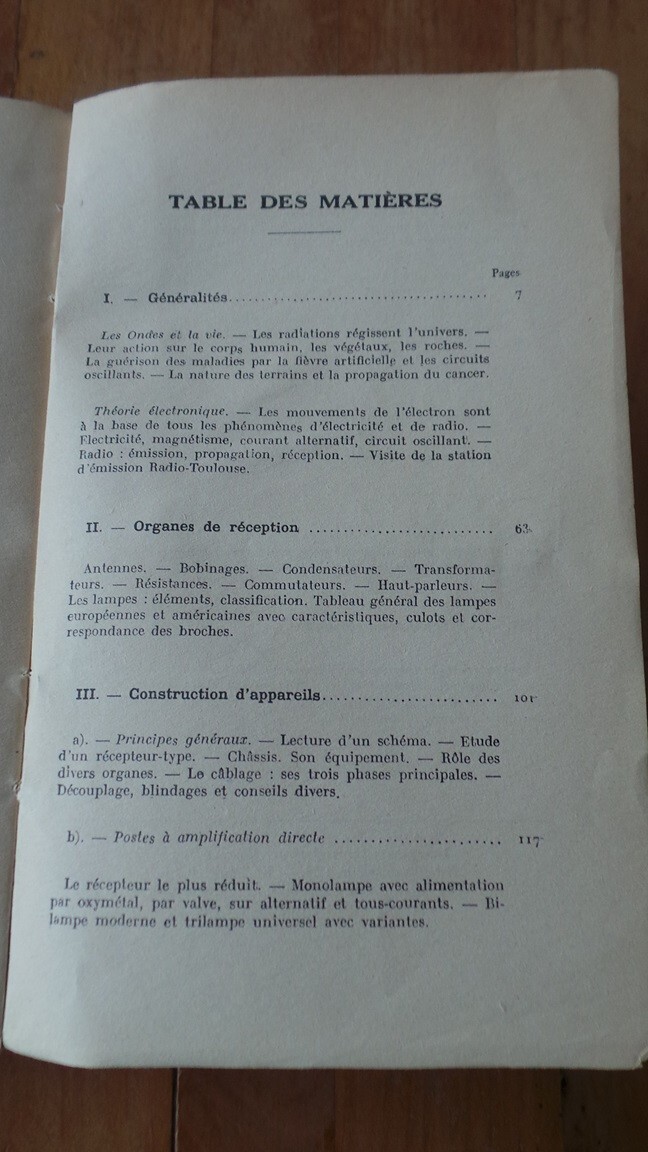 TABLE DES MATIÈRES
Pages
I. — Généralités........................................ 7
Les Ondes et la vie. — Les radiations régissent l'univers. —
Leur action sur le corps humain, les végétaux, les roches. —
La guérison des maladies par la fièvre artificielle et les circuits
oscillants. — La nature des terrains et la propagation du cancer.
Théorie électronique. — Les mouvements de l'électron sont
à la base de tous les phénomènes d'électricité et de radio. —
Electricité, magnétisme, courant alternatif, circuit oscillant. —
Radio : émission, propagation, réception. — Visite de la station
d'émission Radio-Toulouse.
II. — Organes de réception ........................... 63
Antennes. — Bobinages. — Condensateurs. — Transforma-
teurs. — Résistances. — Commutateurs. — Haut-parleurs. —
Les lampes : éléments, classification. Tableau général des lampes
européennes et américaines avec caractéristiques, culots et cor-
respondance des broches.
III. — Construction d'appareils......................... 101
a). — Principes généraux. — Lecture d'un schéma. — Etude
d'un récepteur-type. — Châssis. Son équipement. — Rôle des
divers organes. — Le câblage : ses trois phases principales. —
Découplage, blindages et conseils divers.
b). — Postes à amplification directe ....................... 117
Le récepteur le plus réduit. — Monolampe avec alimentation
par oxymétal, par valve, sur alternatif et tous-courants. — Bi-
lampe moderne et trilampe universel avec variantes.